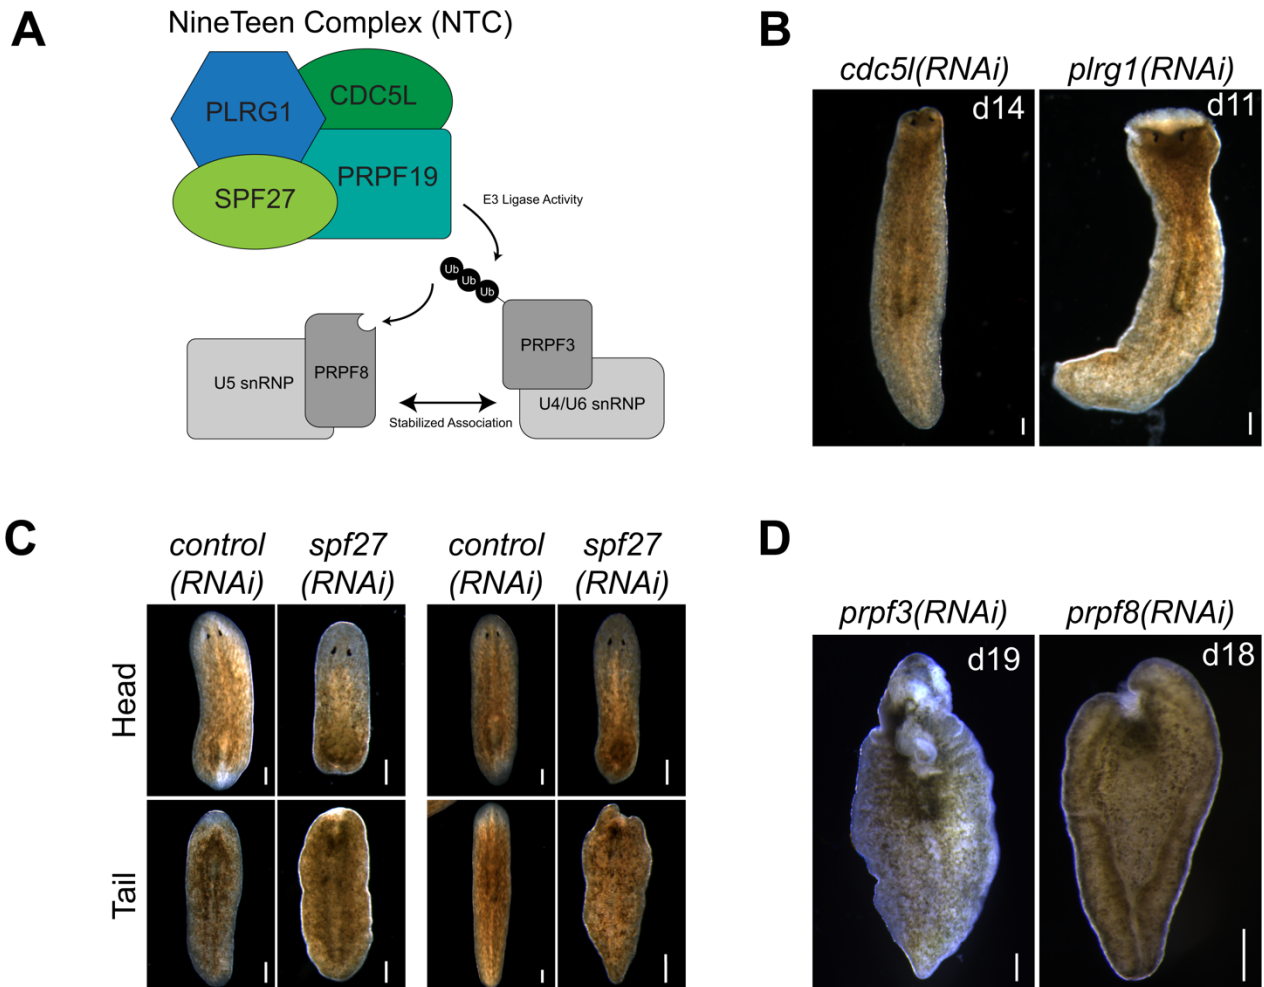 A
NineTeen Complex (NTC)
PLRG1
CDC5L
SPF27
PRPF19
E3 Ligase Activity
Ub
Ub
Ub
U5 snRNP
PRPF8
PRPF3
U4/U6 snRNP
Stabilized Association
B
cdc5l(RNAi)
plrg1(RNAi)
d14
d11
C
control
(RNAi)
spf27
(RNAi)
control
(RNAi)
spf27
(RNAi)
Head
Tail
D
prpf3(RNAi)
prpf8(RNAi)
d19
d18